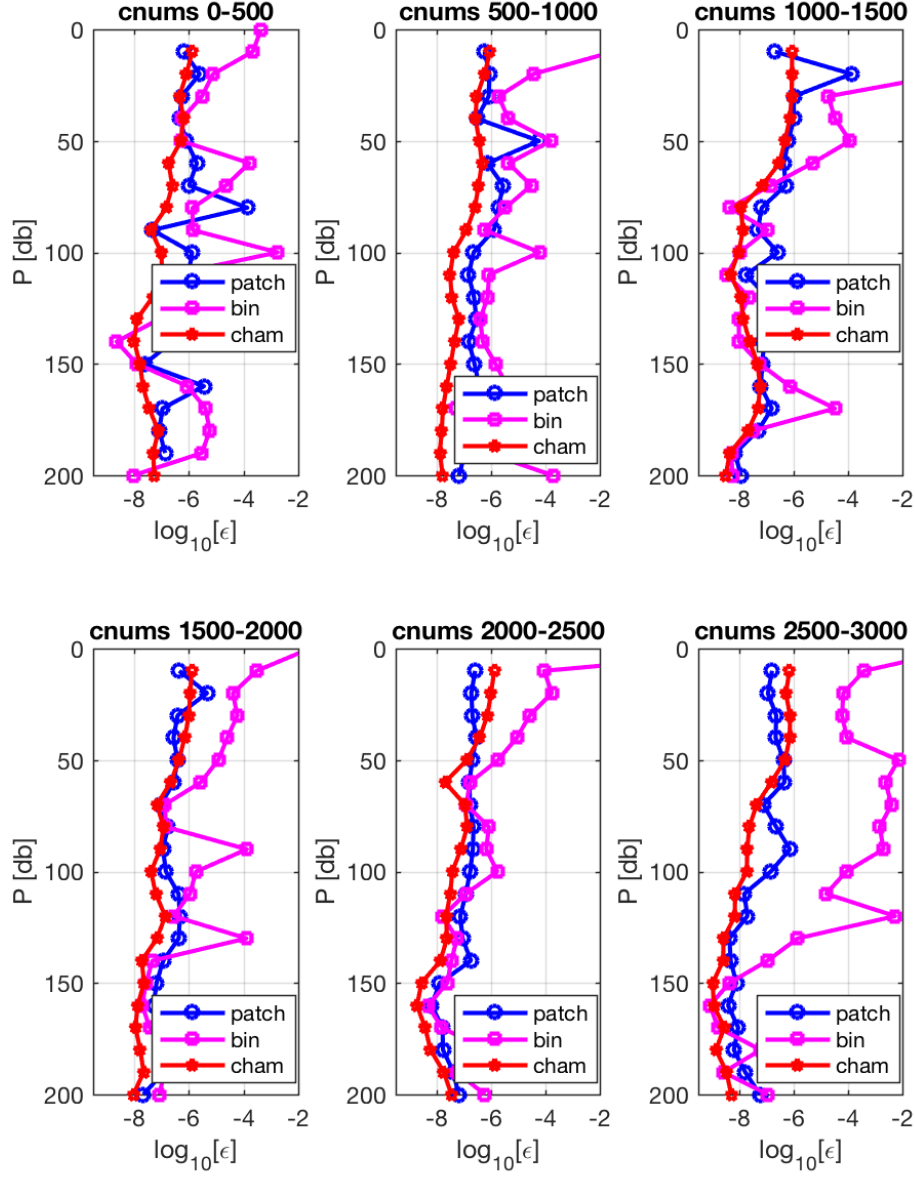 cnums 0-500
0
50
100
150
200
P [db]
-8 -6 -4 -2
log10[ϵ]
patch
bin
cham
cnums 500-1000
0
50
100
150
200
P [db]
-8 -6 -4 -2
log10[ϵ]
patch
bin
cham
cnums 1000-1500
0
50
100
150
200
P [db]
-8 -6 -4 -2
log10[ϵ]
patch
bin
cham
cnums 1500-2000
0
50
100
150
200
P [db]
-8 -6 -4 -2
log10[ϵ]
patch
bin
cham
cnums 2000-2500
0
50
100
150
200
P [db]
-8 -6 -4 -2
log10[ϵ]
patch
bin
cham
cnums 2500-3000
0
50
100
150
200
P [db]
-8 -6 -4 -2
log10[ϵ]
patch
bin
cham